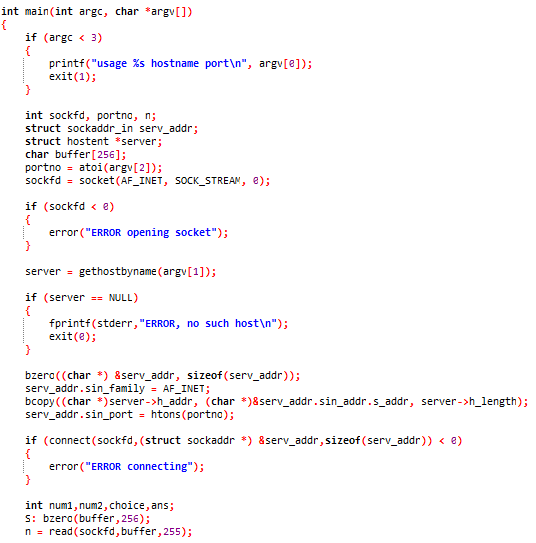 int main(int argc, char *argv[])
{
if (argc < 3)
{
printf("usage %s hostname port\n", argv[0]);
exit(1);
}
int sockfd, portno, n;
struct sockaddr_in serv_addr;
struct hostent *server;
char buffer[256];
portno = atoi(argv[2]);
sockfd = socket(AF_INET, SOCK_STREAM, 0);
if (sockfd < 0)
{
error("ERROR opening socket");
}
server = gethostbyname(argv[1]);
if (server == NULL)
{
fprintf(stderr,"ERROR, no such host\n");
exit(0);
}
bzero((char *) &serv_addr, sizeof(serv_addr));
serv_addr.sin_family = AF_INET;
bcopy((char *)server->h_addr, (char *)&serv_addr.sin_addr.s_addr, server->h_length);
serv_addr.sin_port = htons(portno);
if (connect(sockfd,(struct sockaddr *) &serv_addr,sizeof(serv_addr)) < 0)
{
error("ERROR connecting");
}
int num1,num2,choice,ans;
S: bzero(buffer,256);
n = read(sockfd,buffer,255);